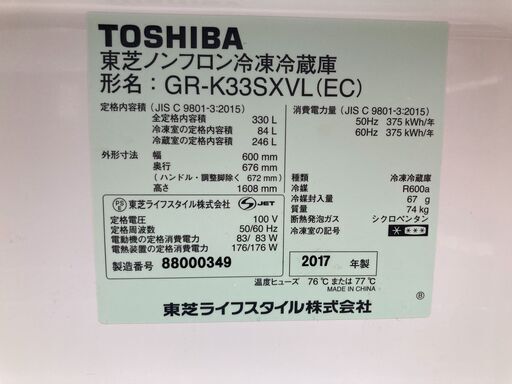 TOSHIBA
東芝ノンフロン冷凍冷蔵庫
形名：GR-K33SXVL(EC)
定格内容積（JIS C 9801-3:2015）
全定格内容積 330 L
冷凍室の定格内容積 84 L
冷蔵室の定格内容積 246 L
外形寸法 幅 600 mm
奥行 676 mm
(ハンドル・調整脚除く 672 mm)
高さ 1608 mm
消費電力量（JIS C 9801-3:2015）
50Hz 375 kWh/年
60Hz 375 kWh/年
種類 冷凍冷蔵庫
冷媒 R600a
冷媒封入量 67 g
質量 74 kg
断熱発泡ガス シクロペンタン
冷凍室の記号 * ***
PS E 東芝ライフスタイル株式会社 S JET
定格電圧 100 V
定格周波数 50/60 Hz
電動機の定格消費電力 83/ 83 W
電熱装置の定格消費電力 176/176 W
製造番号 88000349
2017 年製
温度ヒューズ 76 ℃ または 77 ℃
MADE IN CHINA
東芝ライフスタイル株式会社
Ⓑ